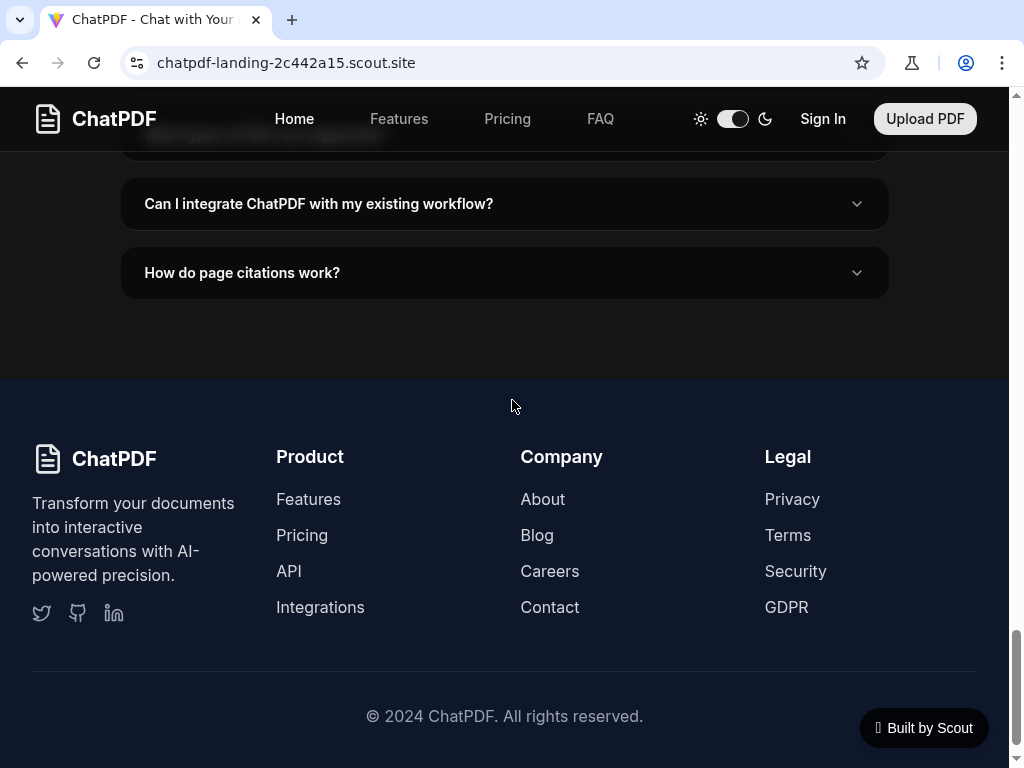 ChatPDF - Chat with Your
chatpdf-landing-2c442a15.scout.site
ChatPDF
Home
Features
Pricing
FAQ
Sign In
Upload PDF
Can I integrate ChatPDF with my existing workflow?
How do page citations work?
ChatPDF
Transform your documents
into interactive
conversations with AI-
powered precision.
Product
Features
Pricing
API
Integrations
Company
About
Blog
Careers
Contact
Legal
Privacy
Terms
Security
GDPR
© 2024 ChatPDF. All rights reserved.
Built by Scout